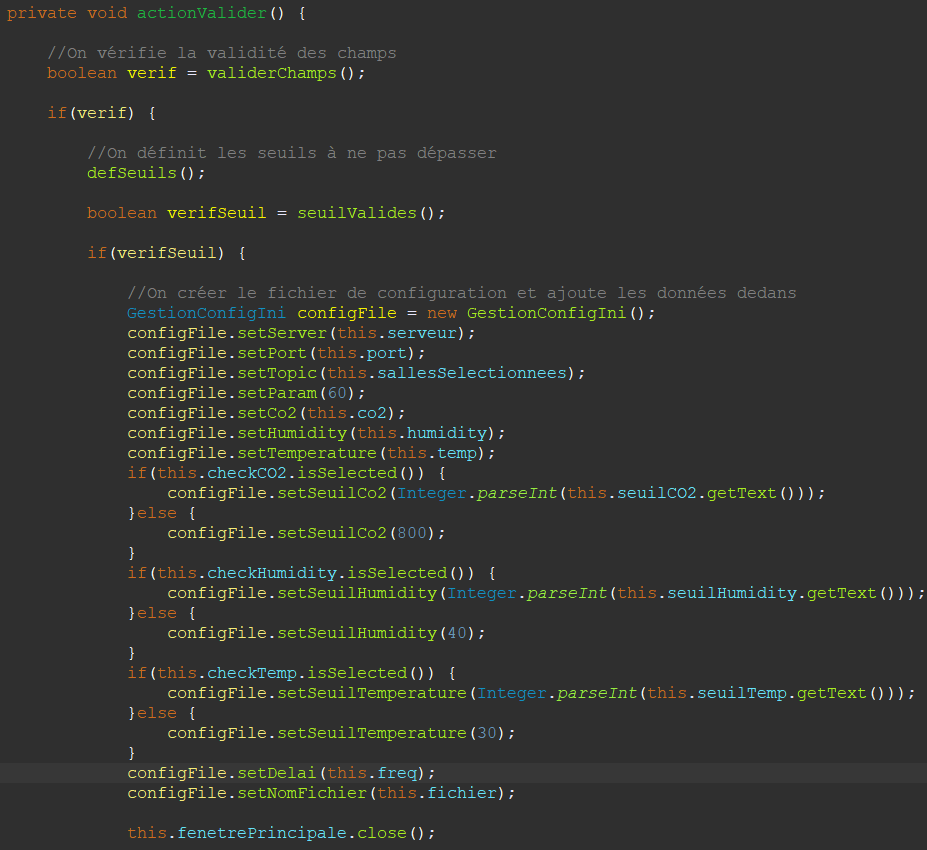 private void actionValider() {
//On vérifie la validité des champs
boolean verif = validerChamps();
if(verif) {
//On définit les seuils à ne pas dépasser
defSeuils();
boolean verifSeuil = seuilValides();
if(verifSeuil) {
//On créer le fichier de configuration et ajoute les données dedans
GestionConfigIni configFile = new GestionConfigIni();
configFile.setServer(this.serveur);
configFile.setPort(this.port);
configFile.setTopic(this.sallesSelectionnees);
configFile.setParam(60);
configFile.setCo2(this.co2);
configFile.setHumidity(this.humidity);
configFile.setTemperature(this.temp);
if(this.checkCO2.isSelected()) {
configFile.setSeuilCo2(Integer.parseInt(this.seuilCO2.getText()));
}else {
configFile.setSeuilCo2(800);
}
if(this.checkHumidity.isSelected()) {
configFile.setSeuilHumidity(Integer.parseInt(this.seuilHumidity.getText()));
}else {
configFile.setSeuilHumidity(40);
}
if(this.checkTemp.isSelected()) {
configFile.setSeuilTemperature(Integer.parseInt(this.seuilTemp.getText()));
}else {
configFile.setSeuilTemperature(30);
}
configFile.setDelai(this.freq);
configFile.setNomFichier(this.fichier);
this.fenetrePrincipale.close();